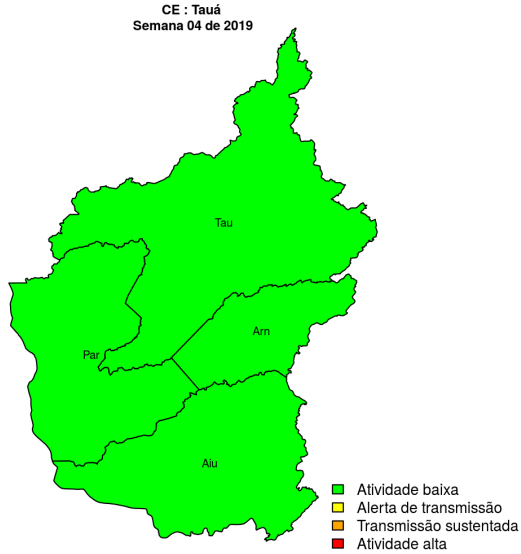 CE : Tauá
Semana 04 de 2019
Tau
Arn
Par
Aiu
Atividade baixa
Alerta de transmissão
Transmissão sustentada
Atividade alta